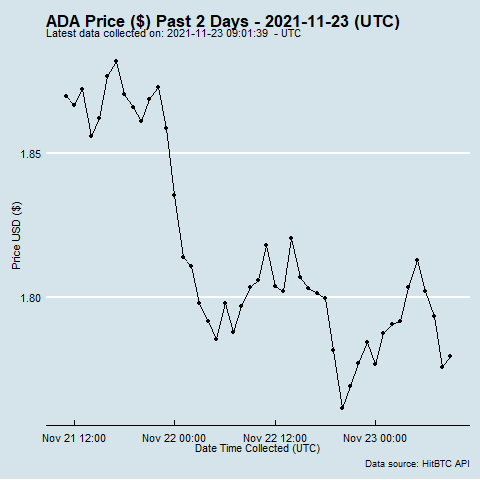 ADA Price ($) Past 2 Days - 2021-11-23 (UTC)
Latest data collected on: 2021-11-23 09:01:39  - UTC
1.85
Price USD ($)
1.80
Nov 21 12:00
Nov 22 00:00
Nov 22 12:00
Nov 23 00:00
Date Time Collected (UTC)
Data source: HitBTC API